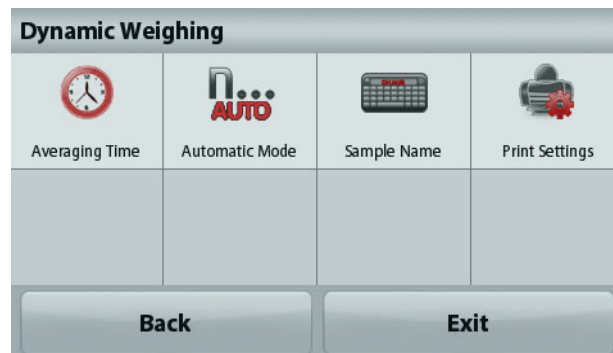 Dynamic Weighing
n...
AUTO
Averaging Time
Automatic Mode
Sample Name
Print Settings
Back
Exit